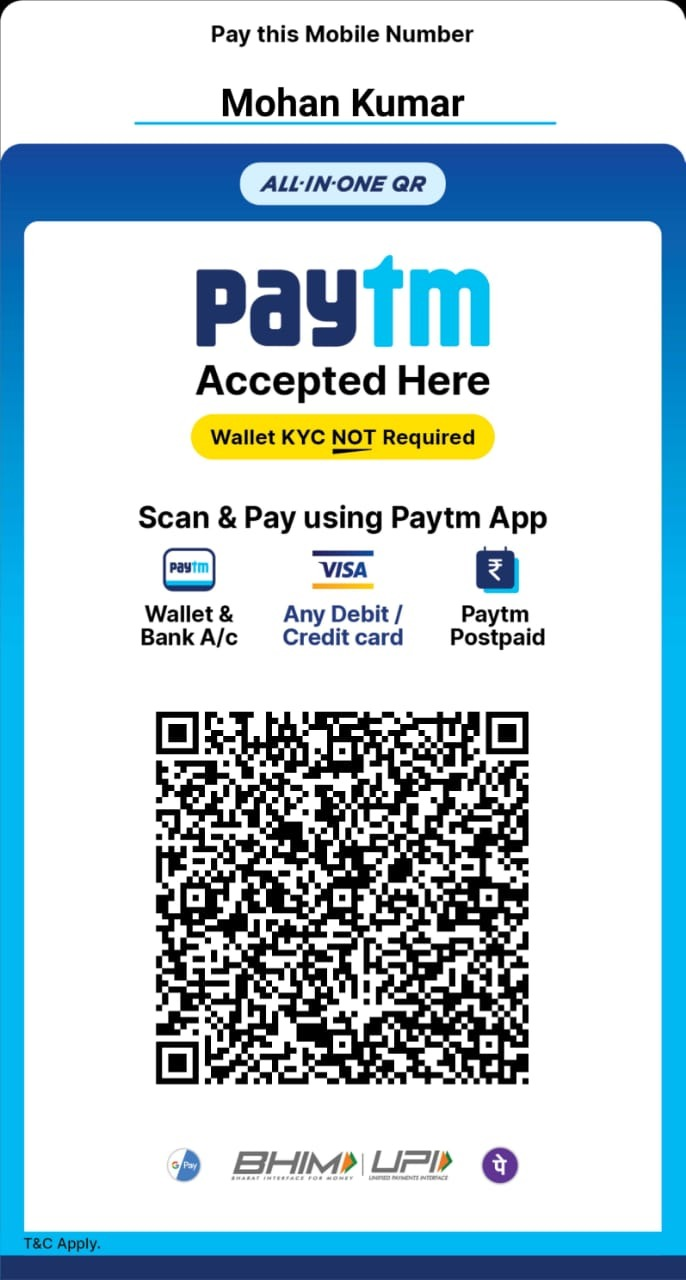 Pay this Mobile Number
Mohan Kumar
ALL-IN-ONE QR
paytm
Accepted Here
Wallet KYC NOT Required
Scan & Pay using Paytm App
paytm VISA ₹
Wallet & Any Debit / Paytm
Bank A/c Credit card Postpaid
G Pay BHIM UPI पे
BHARAT INTERFACE FOR MONEY UNIFIED PAYMENTS INTERFACE
T&C Apply.